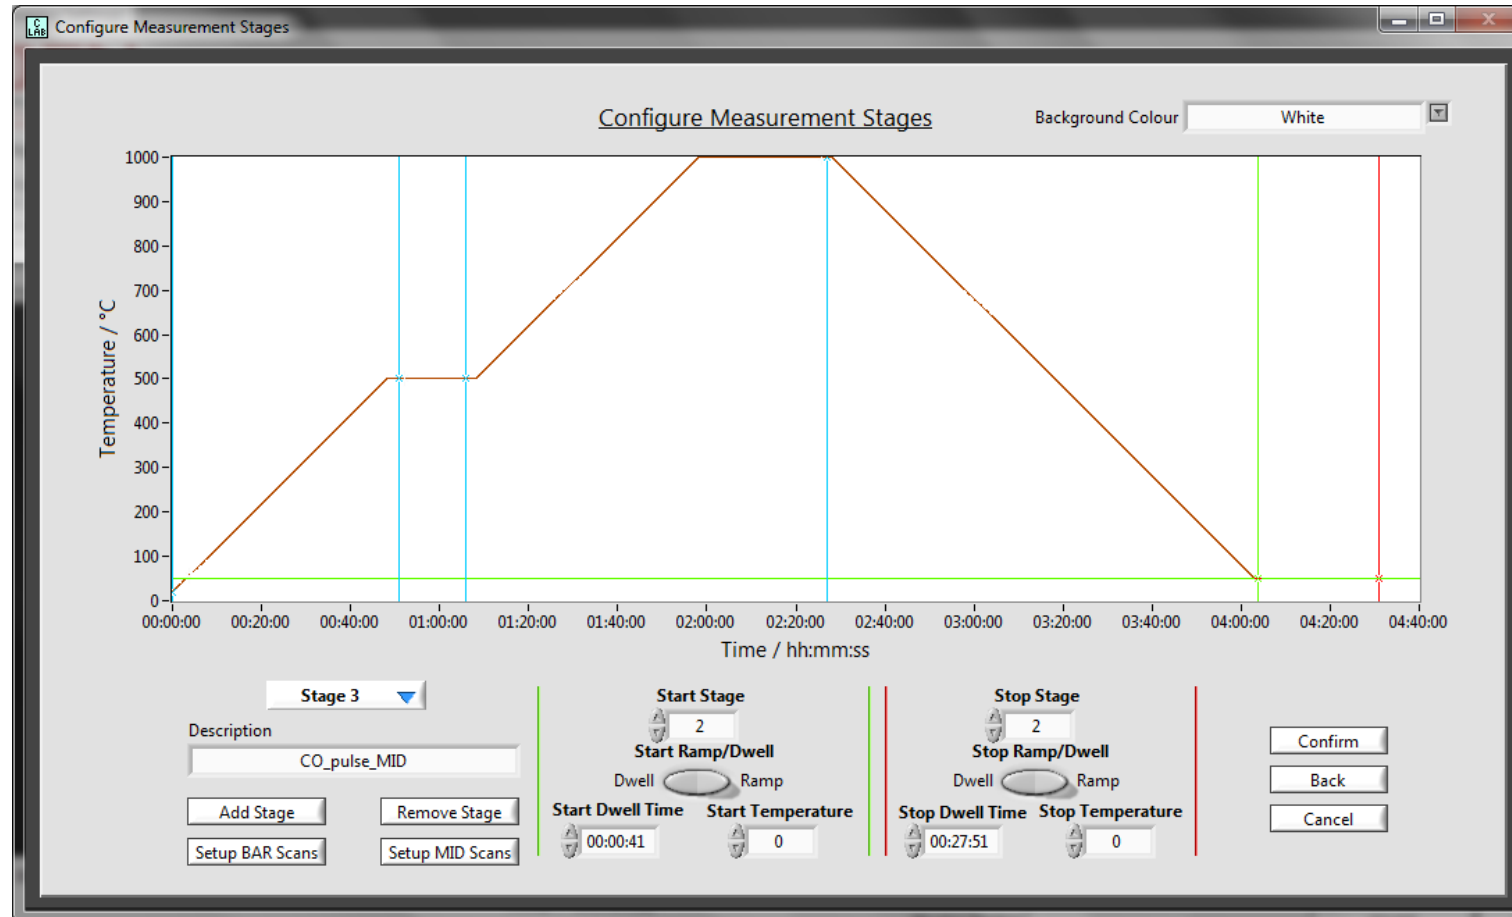 C LAB Configure Measurement Stages
Configure Measurement Stages
Background Colour White
1000
900
800
700
600
500
400
300
200
100
0
Temperature / °C
00:00:00 00:20:00 00:40:00 01:00:00 01:20:00 01:40:00 02:00:00 02:20:00 02:40:00 03:00:00 03:20:00 03:40:00 04:00:00 04:20:00 04:40:00
Time / hh:mm:ss
Stage 3
Description
CO_pulse_MID
Add Stage Remove Stage
Setup BAR Scans Setup MID Scans
Start Stage
2
Start Ramp/Dwell
Dwell Ramp
Start Dwell Time Start Temperature
00:00:41 0
Stop Stage
2
Stop Ramp/Dwell
Dwell Ramp
Stop Dwell Time Stop Temperature
00:27:51 0
Confirm
Back
Cancel